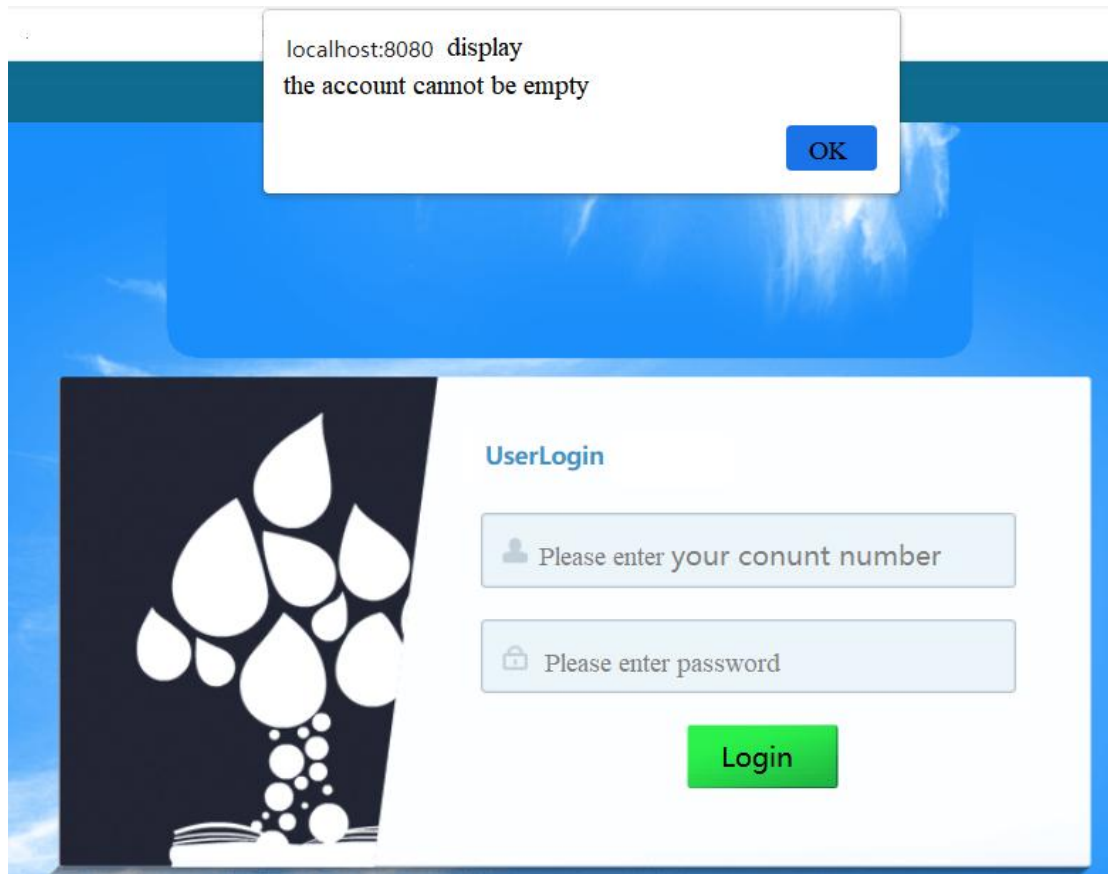 localhost:8080 display
the account cannot be empty
OK
UserLogin
Please enter your conunt number
Please enter password
Login